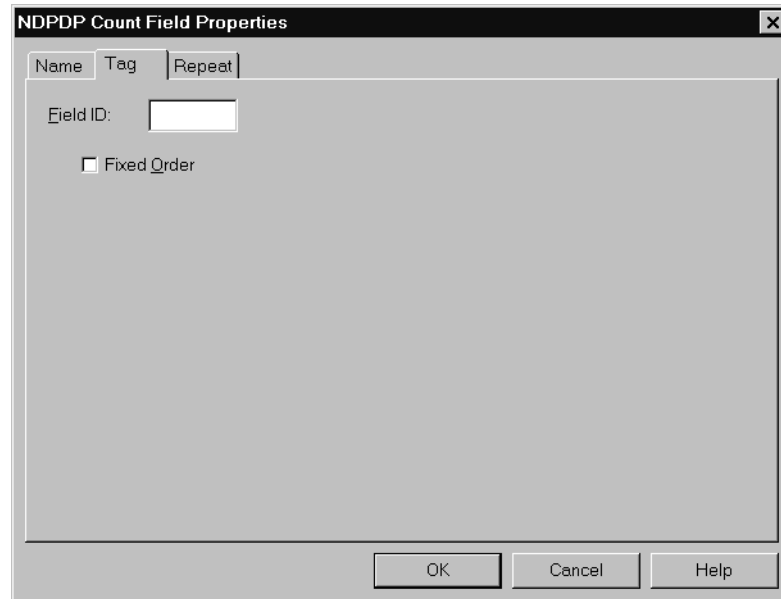 NDPDP Count Field Properties
Name Tag Repeat
Field ID:
Fixed Order
OK Cancel Help